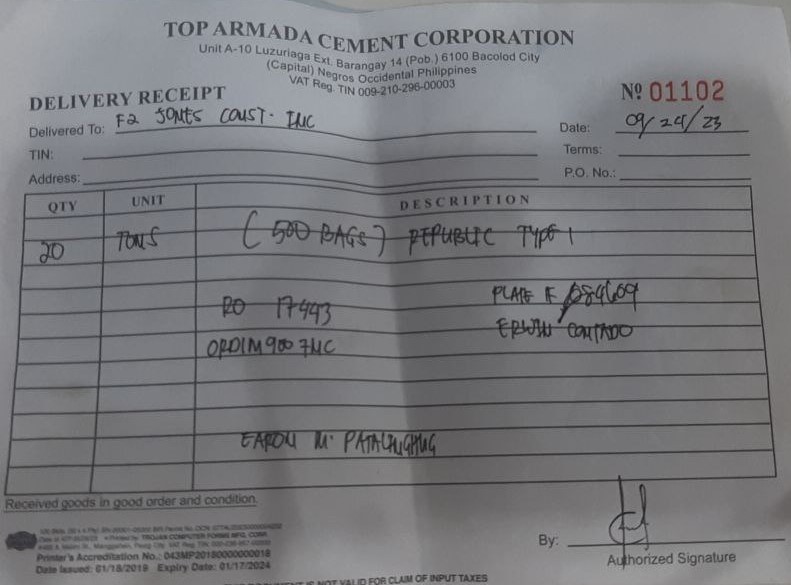 TOP ARMADA CEMENT CORPORATION
Unit A-10 Luzuriaga Ext. Barangay 14 (Pob.) 6100 Bacolod City
(Capital) Negros Occidental Philippines
VAT Reg. TIN 009-210-296-00003
DELIVERY RECEIPT
Nº 01102
Delivered To: F2 JONES CONST. INC
Date: 09/24/23
TIN:
Terms:
Address:
P.O. No.:
QTY UNIT DESCRIPTION
20 TONS (500 BAGS) REPUBLIC TYPE 1
RO 17443 PLATE #
ERWIN CONTADO
EAROU M. PATALINGHUG
Received goods in good order and condition.
Printer's Accreditation No.: 043MP20180000000018
Date Issued: 01/18/2019 Expiry Date: 01/17/2024
By:
Authorized Signature
IS NOT VALID FOR CLAIM OF INPUT TAXES